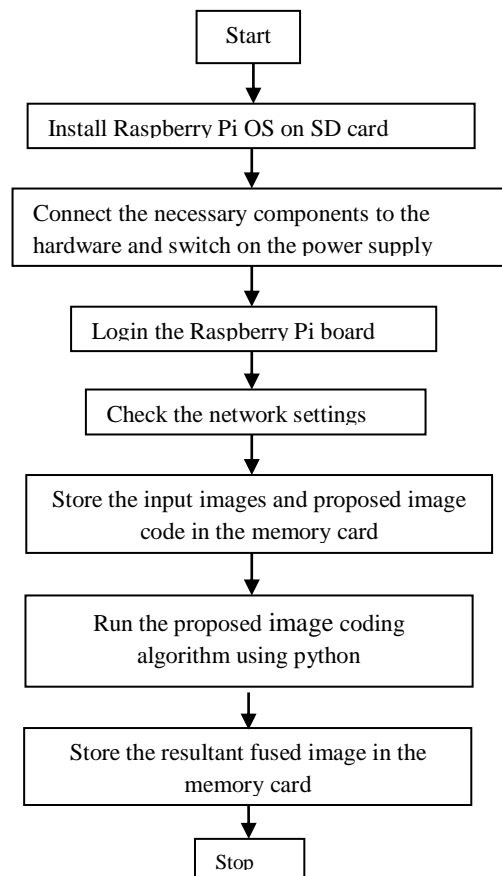 Start
Install Raspberry Pi OS on SD card
Connect the necessary components to the
hardware and switch on the power supply
Login the Raspberry Pi board
Check the network settings
Store the input images and proposed image
code in the memory card
Run the proposed image coding
algorithm using python
Store the resultant fused image in the
memory card
Stop